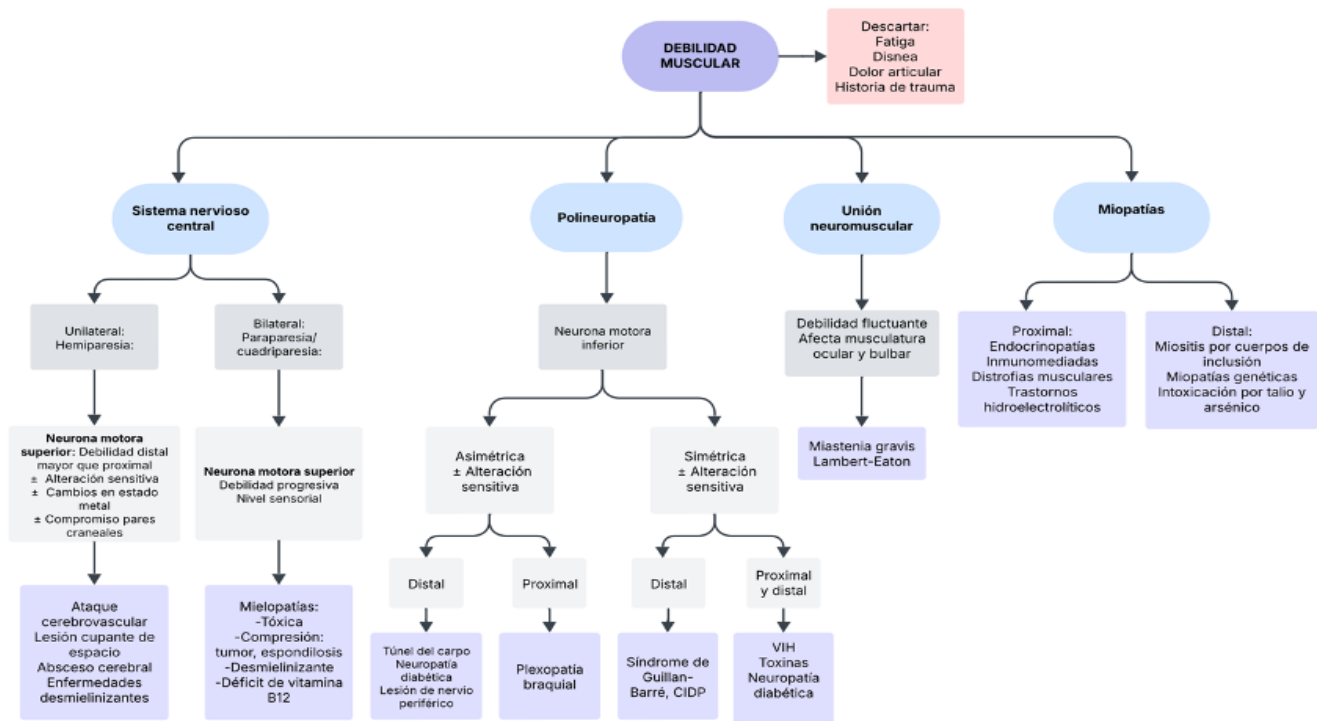 DEBILIDAD
MUSCULAR
Descartar:
Fatiga
Disnea
Dolor articular
Historia de trauma
Sistema nervioso
central
Polineuropatía
Unión
neuromuscular
Miopatías
Unilateral:
Hemiparesia:
Bilateral:
Paraparesia/
cuadriparesia:
Neurona motora
inferior
Debilidad fluctuante
Afecta musculatura
ocular y bulbar
Proximal:
Endocrinopatías
Inmunomediadas
Distrofias musculares
Trastornos
hidroelectrolíticos
Distal:
Miositis por cuerpos de
inclusión
Miopatías genéticas
Intoxicación por talio y
arsénico
Neurona motora
superior: Debilidad distal
mayor que proximal
± Alteración sensitiva
± Cambios en estado
metal
± Compromiso pares
craneales
Neurona motora superior
Debilidad progresiva
Nivel sensorial
Asimétrica
± Alteración
sensitiva
Simétrica
± Alteración
sensitiva
Miastenia gravis
Lambert-Eaton
Distal
Proximal
Distal
Proximal
y distal
Ataque
cerebrovascular
Lesión cupante de
espacio
Absceso cerebral
Enfermedades
desmielinizantes
Mielopatías:
-Tóxica
-Compresión:
tumor, espondilosis
-Desmielinizante
-Déficit de vitamina
B12
Túnel del carpo
Neuropatía
diabética
Lesión de nervio
periférico
Plexopatía
braquial
Síndrome de
Guillan-
Barré, CIDP
VIH
Toxinas
Neuropatía
diabética